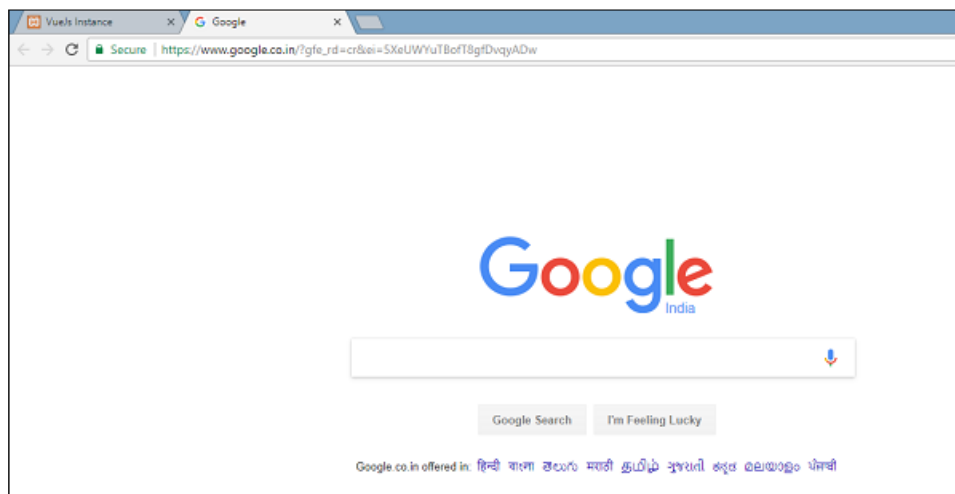 VueJs Instance
Google
Secure | https://www.google.co.in/?gfe_rd=cr&ei=5XeUWYuTBofT8gfDvqyADw
Google
India
Google Search I'm Feeling Lucky
Google.co.in offered in: हिन्दी বাংলা తెలుగు मराठी தமிழ் ગુજરાતી ಕನ್ನಡ മലയാളം ਪੰਜਾਬੀ